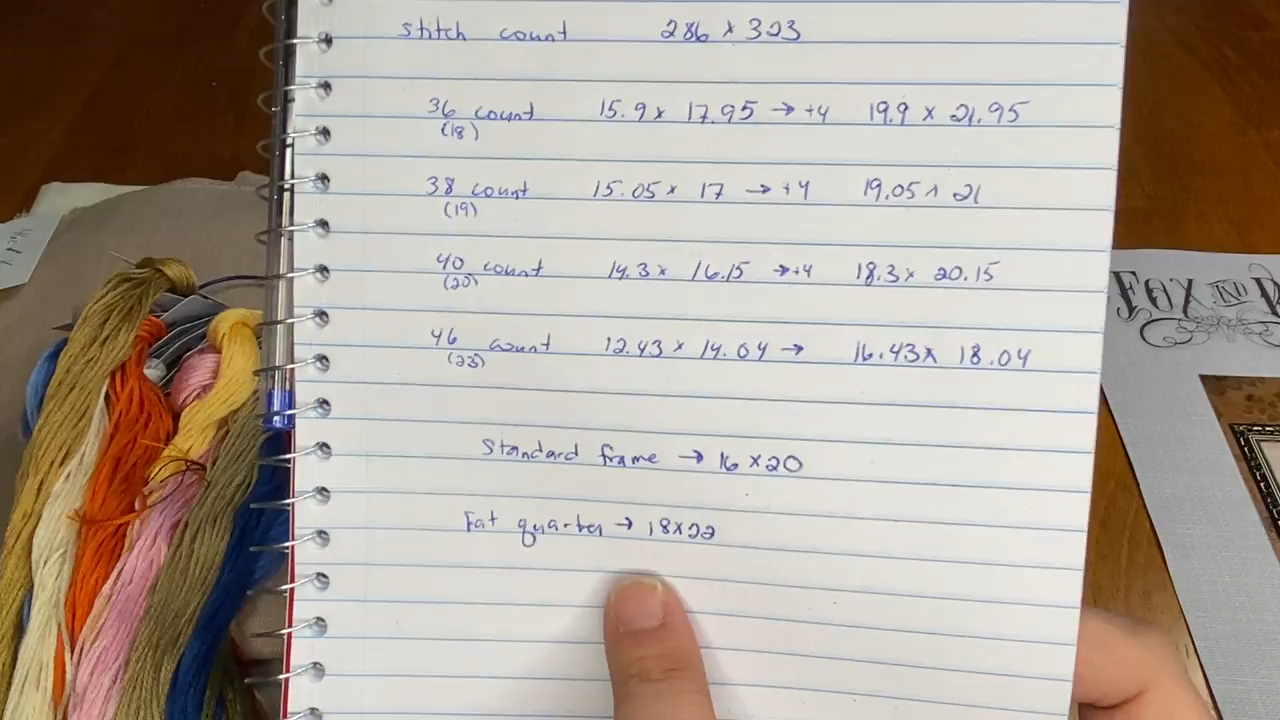 stitch count 286 x 323
36 count 15.9 x 17.95 → +4 19.9 x 21.95
(18)
38 count 15.05 x 17 → +4 19.05 x 21
(19)
40 count 14.3 x 16.15 → +4 18.3 x 20.15
(20)
46 count 12.43 x 14.04 → 16.43 x 18.04
(23)
Standard frame → 16 x 20
Fat quarter → 18 x 22
FOX AND